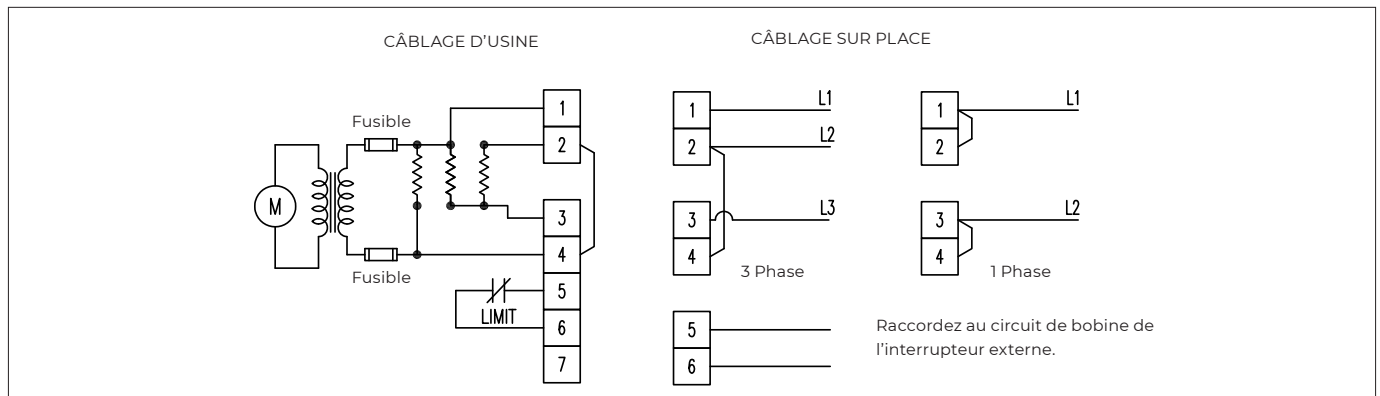 CÂBLAGE D'USINE
CÂBLAGE SUR PLACE
Fusible
M
Fusible
LIMIT
1
2
3
4
5
6
7
1
2
3
4
L1
L2
L3
3 Phase
1
2
3
4
L1
L2
1 Phase
5
6
Raccordez au circuit de bobine de
l'interrupteur externe.